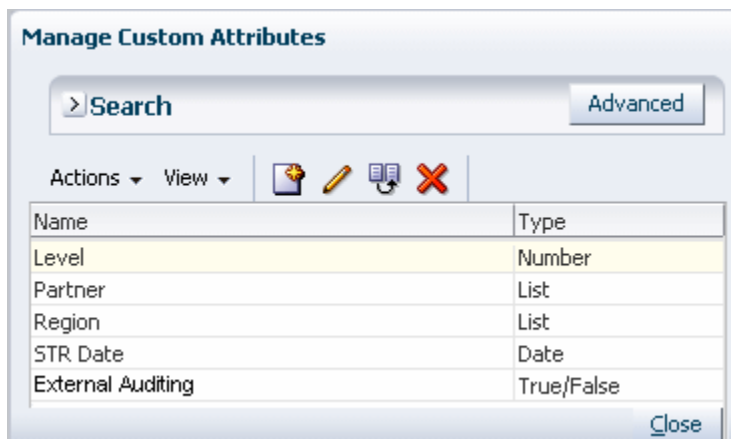 Manage Custom Attributes
Search Advanced
Actions View
Name Type
Level Number
Partner List
Region List
STR Date Date
External Auditing True/False
Close